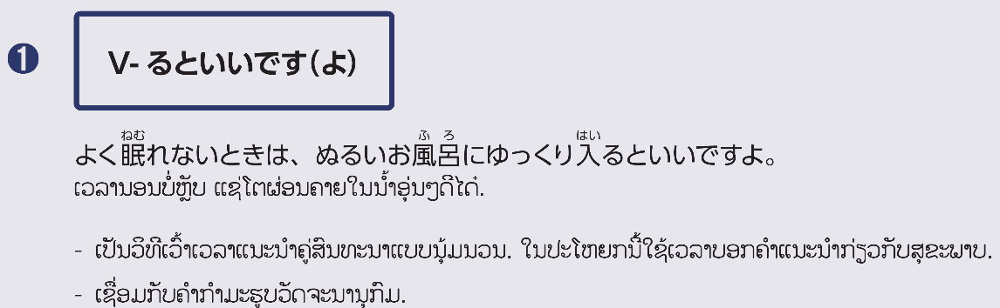 ❶ V- るといいです(よ)
ねむ ふ ろ はい
よく眠れないときは、ぬるいお風呂にゆっくり入るといいですよ。
ເວລານອນບໍ່ຫຼັບ ແຊ່ໂຕຜ່ອນຄາຍໃນນ້ຳອຸ່ນໆດີໄດ໋.
- ເປັນວິທີເວົ້າເວລາແນະນຳຄູ່ສົນທະນາແບບນຸ້ມນວນ. ໃນປະໂຫຍກນີ້ໃຊ້ເວລາບອກຄຳແນະນຳກ່ຽວກັບສຸຂະພາບ.
- ເຊື່ອມກັບຄຳກຳມະຮູບວັດຈະນານຸກົມ.